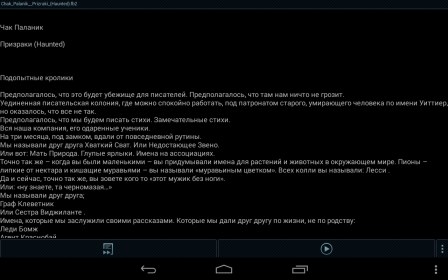 Chak_Palanik__Prizraki_(Haunted).fb2
Чак Паланик
Призраки (Haunted)
Подопытные кролики
Предполагалось, что это будет убежище для писателей. Предполагалось, что там нам ничто не грозит.
Уединенная писательская колония, где можно спокойно работать, под патронатом старого, умирающего человека по имени Уиттиер,
но оказалось, что все не так.
Предполагалось, что мы будем писать стихи. Замечательные стихи.
Вся наша компания, его одаренные ученики.
На три месяца, под замком, вдали от повседневной рутины.
Мы называли друг друга Хваткий Сват. Или Недостающее Звено.
Или вот: Мать Природа. Глупые ярлыки. Имена на ассоциациях.
Точно так же – когда вы были маленькими – вы придумывали имена для растений и животных в окружающем мире. Пионы –
липкие от нектара и кишащие муравьями – вы называли «муравьиным цветком». Всех колли вы называли: Лесси .
Да и сейчас, точно так же, вы зовете кого то «этот мужик без ноги».
Или: «ну знаете, та черномазая…»
Мы называли друг друга;
Граф Клеветник
Или Сестра Виджиланте .
Имена, которые мы заслужили своими рассказами. Которые мы дали друг другу по жизни, не по родству:
Леди Бомж
Агент Краснобай